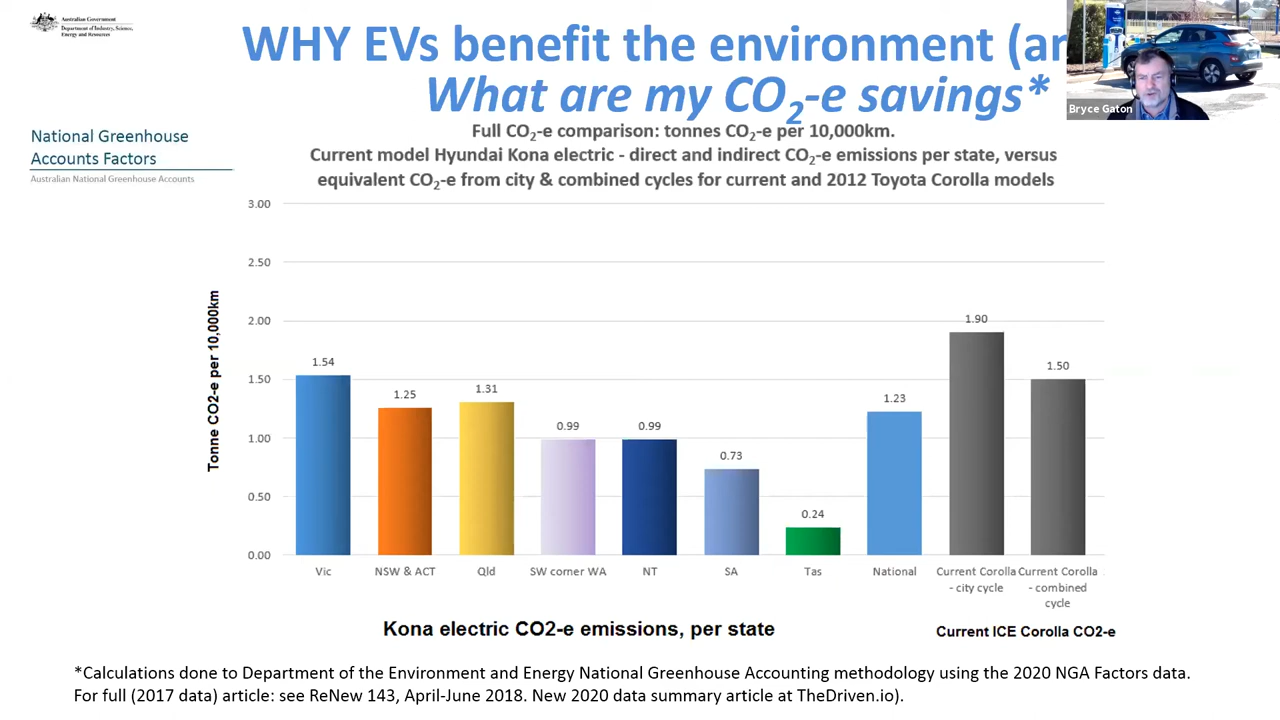 Australian Government
Department of Industry, Science,
Energy and Resources
WHY EVs benefit the environment (an
What are my CO2-e savings*
Bryce Gaton
National Greenhouse
Accounts Factors
Australian National Greenhouse Accounts
Full CO2-e comparison: tonnes CO2-e per 10,000km.
Current model Hyundai Kona electric - direct and indirect CO2-e emissions per state, versus
equivalent CO2-e from city & combined cycles for current and 2012 Toyota Corolla models
Tonne CO2-e per 10,000km
3.00
2.50
2.00
1.50
1.00
0.50
0.00
1.54
1.25
1.31
0.99
0.99
0.73
0.24
1.23
1.90
1.50
Vic
NSW & ACT
Qld
SW corner WA
NT
SA
Tas
National
Current Corolla
- city cycle
Current Corolla
- combined
cycle
Kona electric CO2-e emissions, per state
Current ICE Corolla CO2-e
*Calculations done to Department of the Environment and Energy National Greenhouse Accounting methodology using the 2020 NGA Factors data.
For full (2017 data) article: see ReNew 143, April-June 2018. New 2020 data summary article at TheDriven.io).